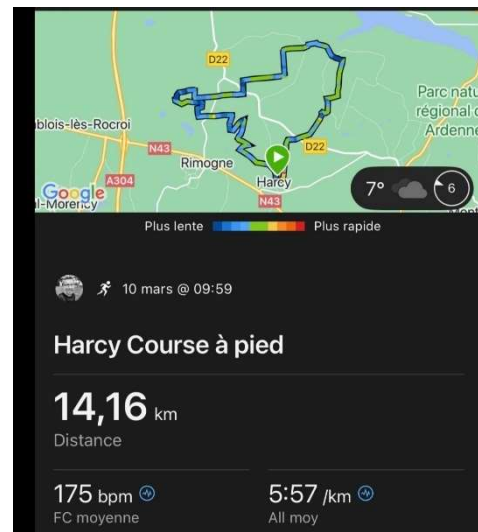 D22
Parc natu
régional d
Ardenne
blois-lès-Rocroi
N43
D22
Rimogne
A304
Harcy
Google
l-Morency
N43
7° 6
Plus lente Plus rapide
10 mars @ 09:59
Harcy Course à pied
14,16 km
Distance
175 bpm 5:57 /km
FC moyenne All moy